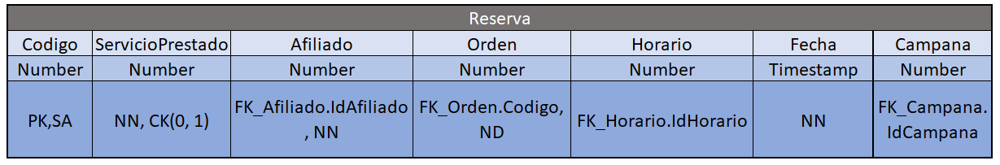 Reserva
Codigo ServicioPrestado Afiliado Orden Horario Fecha Campana
Number Number Number Number Number Timestamp Number
PK,SA NN, CK(0, 1) FK_Afiliado.IdAfiliado, NN FK_Orden.Codigo, ND FK_Horario.IdHorario NN FK_Campana.IdCampana